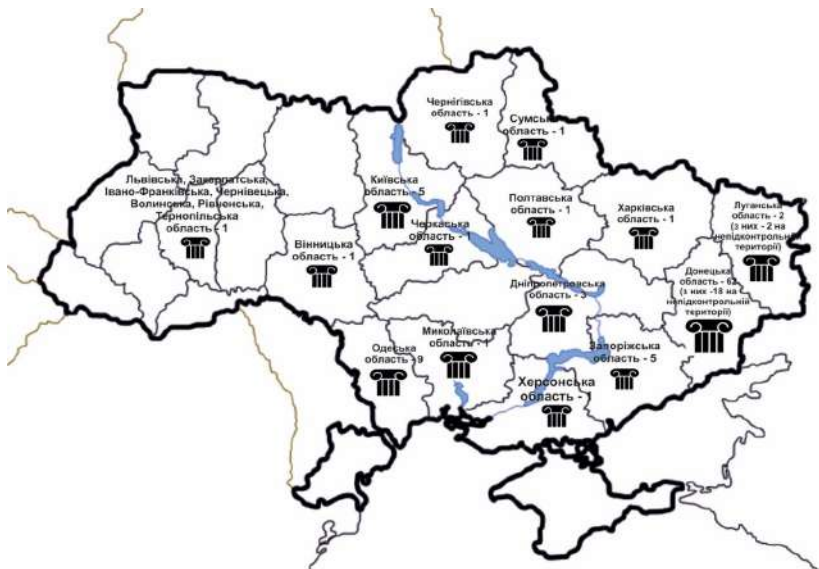 Чернігівська
область - 1
Сумська
область - 1
Львівська, Закарпатська,
Івано-Франківська, Чернівецька,
Волинська, Рівненська,
Тернопільська
область - 1
Київська
область - 5
Черкаська
область - 1
Вінницька
область - 1
Полтавська
область - 1
Харківська
область - 1
Луганська
область - 2
(з них - 2 на
непідконтрольній
території)
Донецька
область - 62
(з них -18 на
непідконтрольній
території)
Дніпропетровська
область - 3
Запоріжська
область - 5
Миколаївська
область - 1
Одеська
область - 9
Херсонська
область - 1